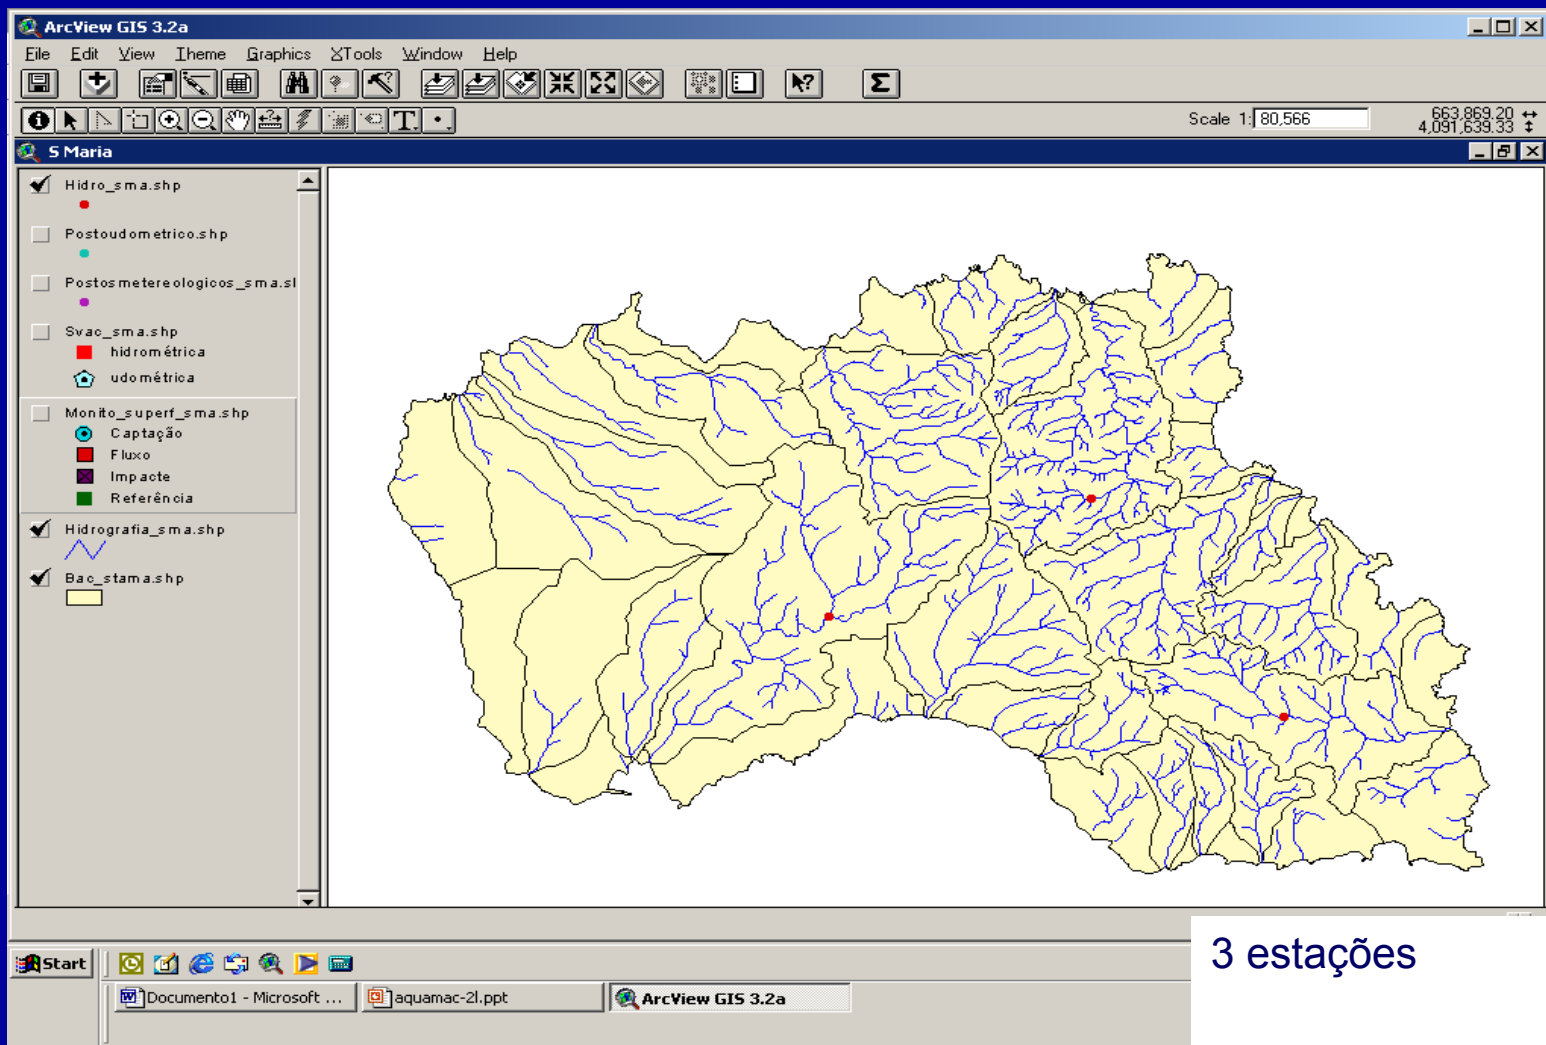 ArcView GIS 3.2a
File Edit View Theme Graphics XTools Window Help
Scale 1: 80,566
663,869.20
4,091,639.33
S Maria
Hidro_sma.shp
Postoudometrico.shp
Postosmetereologicos_sma.sl
Svac_sma.shp
hidrométrica
udométrica
Monito_superf_sma.shp
Captação
Fluxo
Impacte
Referência
Hidrografia_sma.shp
Bac_stama.shp
3 estações
Start
Documento1 - Microsoft ...
aquamac-2l.ppt
ArcView GIS 3.2a